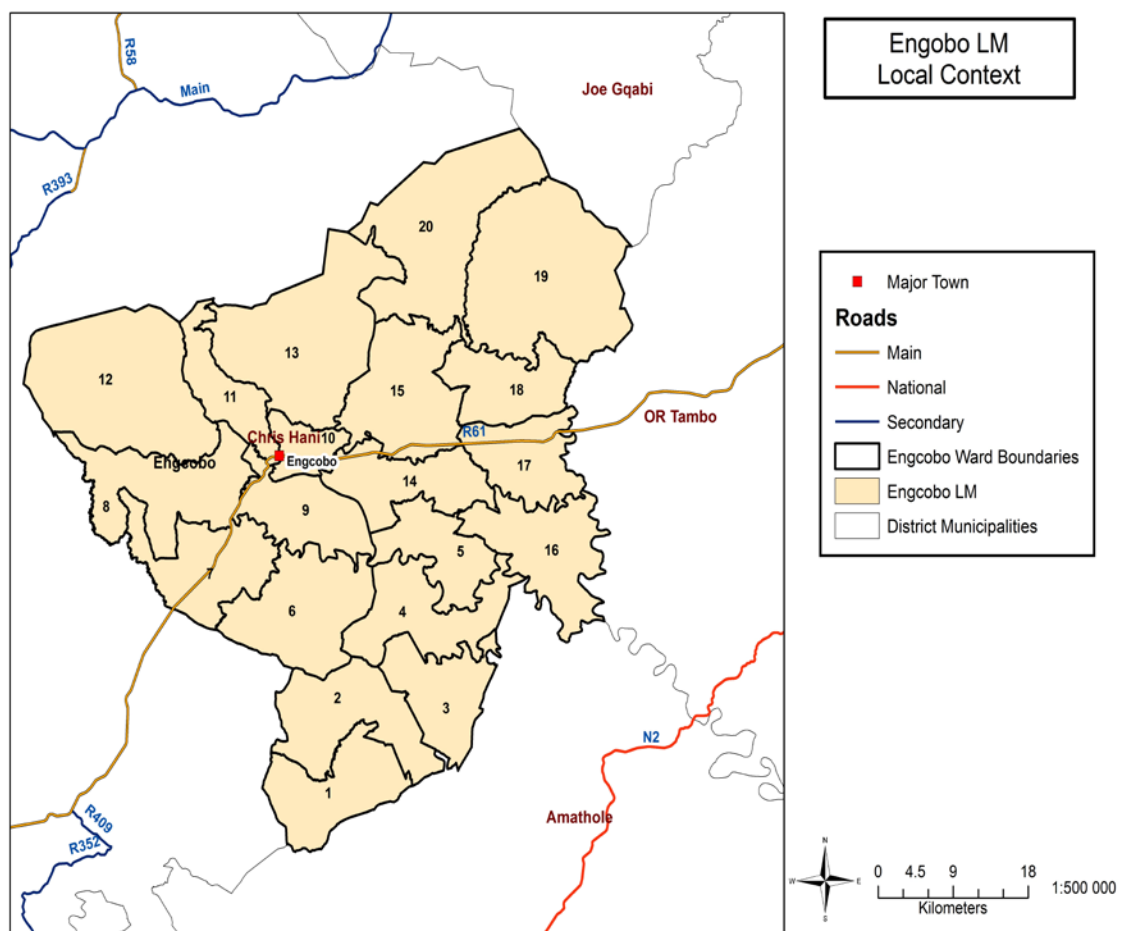 Engobo LM
Local Context
R58
Main
Joe Gqabi
R393
20
19
12
13
11
15
18
OR Tambo
Chris Hani
10
R61
Engcobo
Engcobo
17
14
8
9
5
16
7
6
4
2
3
N2
1
Amathole
R409
R352
Major Town
Roads
Main
National
Secondary
Engcobo Ward Boundaries
Engcobo LM
District Municipalities
N
W
E
S
0 4.5 9 18
Kilometers
1:500 000